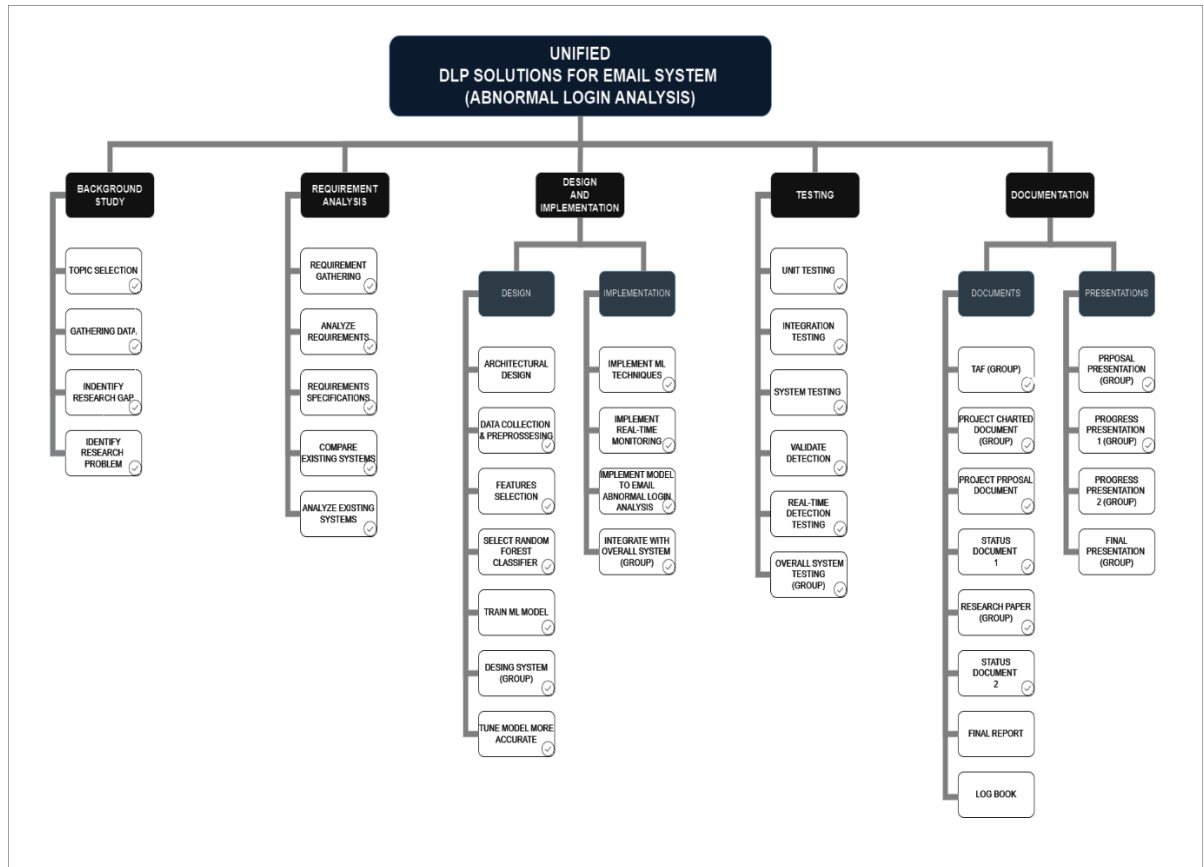 UNIFIED
DLP SOLUTIONS FOR EMAIL SYSTEM
(ABNORMAL LOGIN ANALYSIS)
BACKGROUND
STUDY
TOPIC SELECTION
GATHERING DATA
INDENTIFY
RESEARCH GAP
IDENTIFY
RESEARCH
PROBLEM
REQUIREMENT
ANALYSIS
REQUIREMENT
GATHERING
ANALYZE
REQUIREMENTS
REQUIREMENTS
SPECIFICATIONS
COMPARE
EXISTING SYSTEMS
ANALYZE EXISTING
SYSTEMS
DESIGN
AND
IMPLEMENTATION
DESIGN
ARCHITECTURAL
DESIGN
DATA COLLECTION
& PREPROSSESING
FEATURES
SELECTION
SELECT RANDOM
FOREST
CLASSIFIER
TRAIN ML MODEL
DESING SYSTEM
(GROUP)
TUNE MODEL MORE
ACCURATE
IMPLEMENTATION
IMPLEMENT ML
TECHNIQUES
IMPLEMENT
REAL-TIME
MONITORING
IMPLEMENT MODEL
TO EMAIL
ABNORMAL LOGIN
ANALYSIS
INTEGRATE WITH
OVERALL SYSTEM
(GROUP)
TESTING
UNIT TESTING
INTEGRATION
TESTING
SYSTEM TESTING
VALIDATE
DETECTION
REAL-TIME
DETECTION
TESTING
OVERALL SYSTEM
TESTING
(GROUP)
DOCUMENTATION
DOCUMENTS
TAF (GROUP)
PROJECT CHARTED
DOCUMENT
(GROUP)
PROJECT PRPOSAL
DOCUMENT
STATUS
DOCUMENT
1
RESEARCH PAPER
(GROUP)
STATUS
DOCUMENT
2
FINAL REPORT
LOG BOOK
PRESENTATIONS
PRPOSAL
PRESENTATION
(GROUP)
PROGRESS
PRESENTATION
1 (GROUP)
PROGRESS
PRESENTATION
2 (GROUP)
FINAL
PRESENTATION
(GROUP)